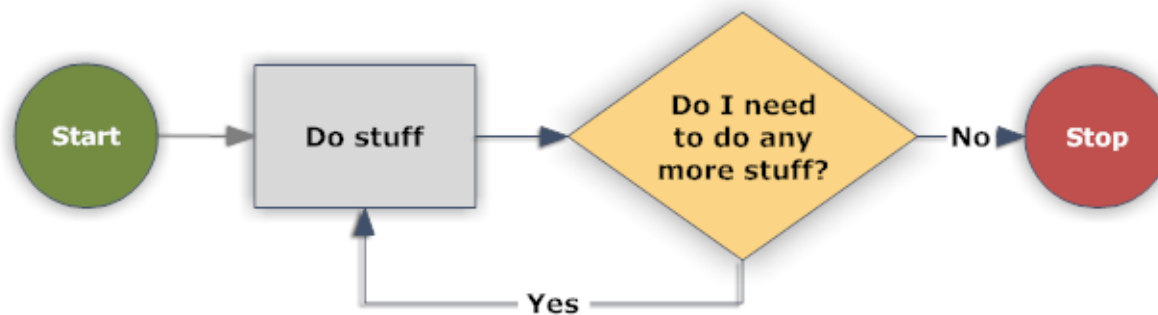 Start
Do stuff
Do I need
to do any
more stuff?
No
Stop
Yes